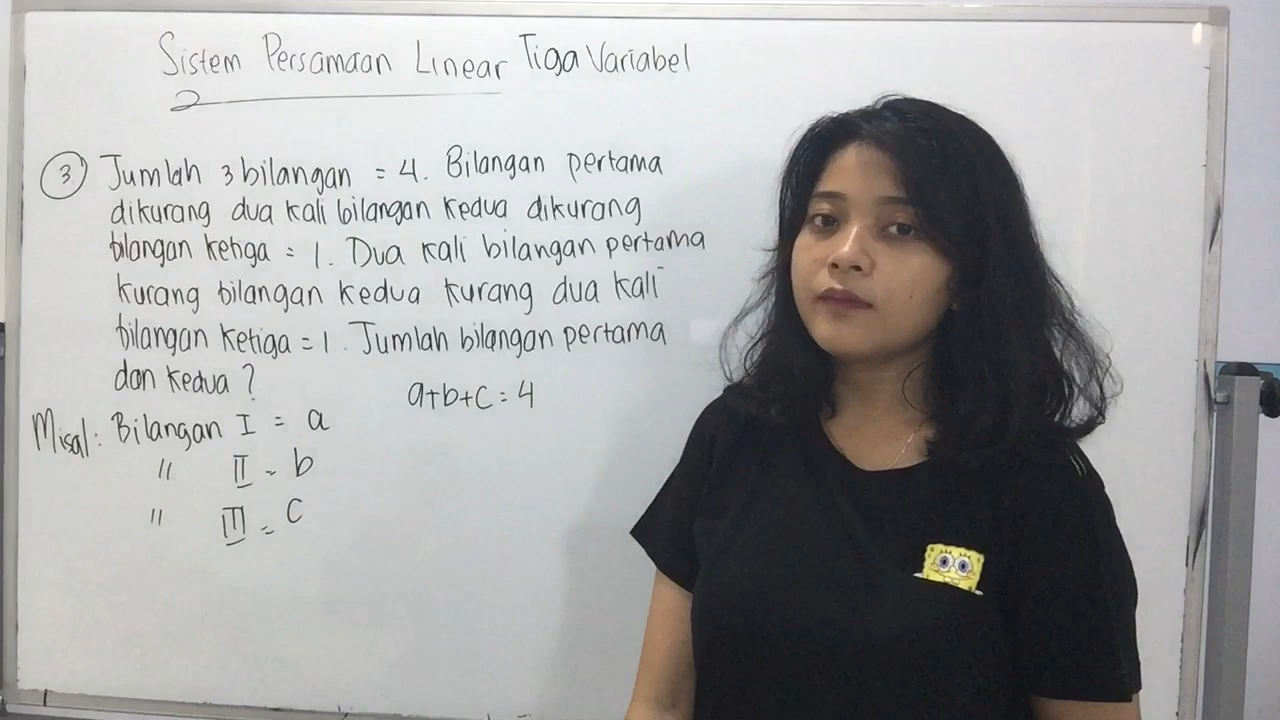 Sistem Persamaan Linear Tiga Variabel
3 Jumlah 3 bilangan = 4. Bilangan pertama
dikurang dua kali bilangan kedua dikurang
bilangan ketiga = 1. Dua kali bilangan pertama
kurang bilangan kedua kurang dua kali
bilangan ketiga = 1. Jumlah bilangan pertama
dan kedua?
a+b+c = 4
Misal: Bilangan I = a
" II = b
" III = c